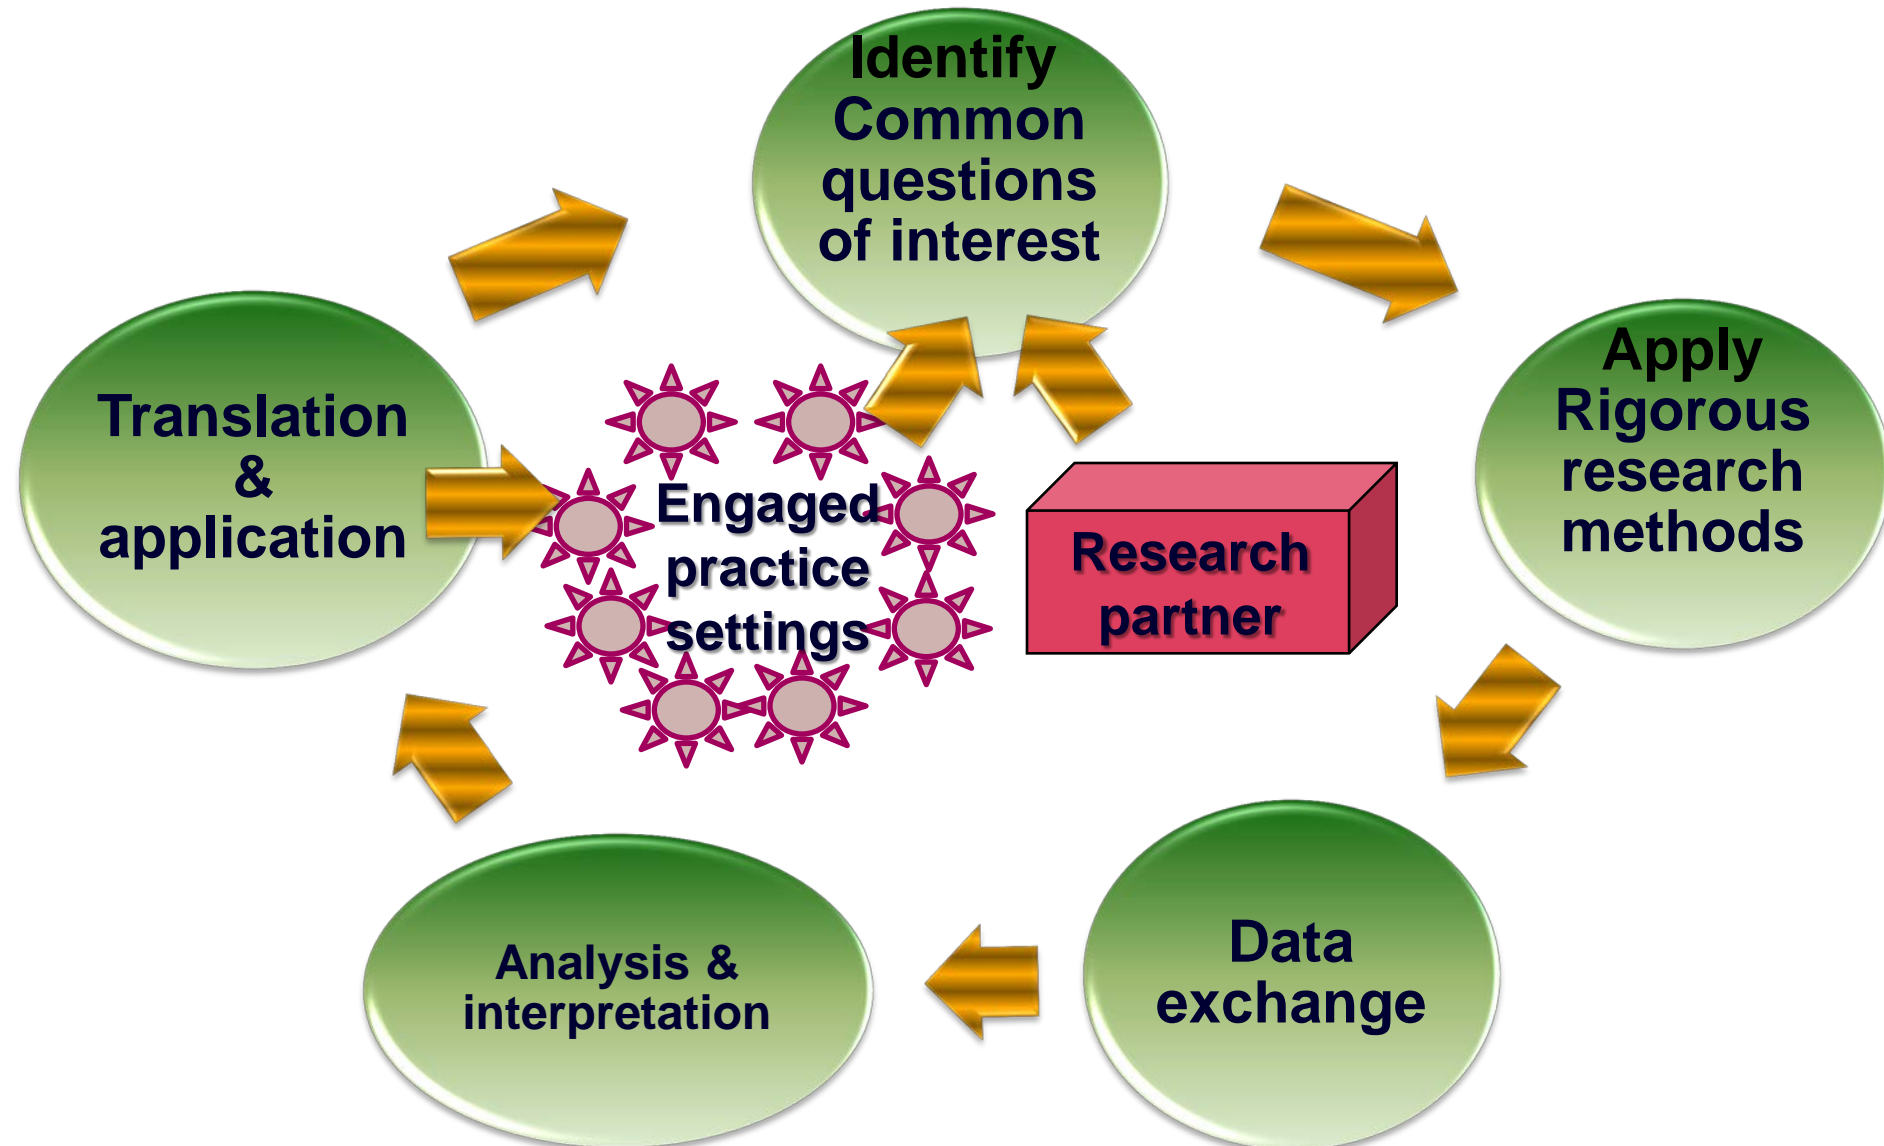 Identify
Common
questions
of interest
Apply
Rigorous
research
methods
Translation
&
application
Engaged
practice
settings
Research
partner
Data
exchange
Analysis &
interpretation